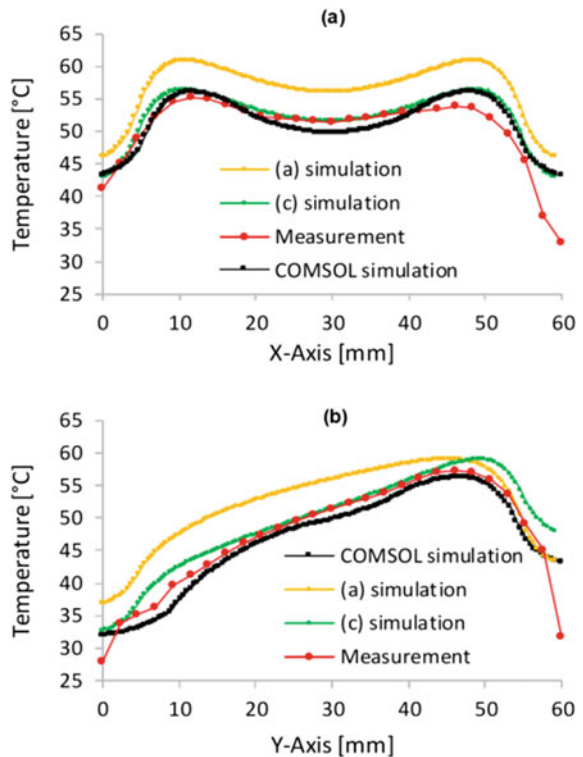 (a)
Temperature [°C]
65
60
55
50
45
40
35
30
25
(a) simulation
(c) simulation
Measurement
COMSOL simulation
0 10 20 30 40 50 60
X-Axis [mm]
(b)
Temperature [°C]
65
60
55
50
45
40
35
30
25
COMSOL simulation
(a) simulation
(c) simulation
Measurement
0 10 20 30 40 50 60
Y-Axis [mm]